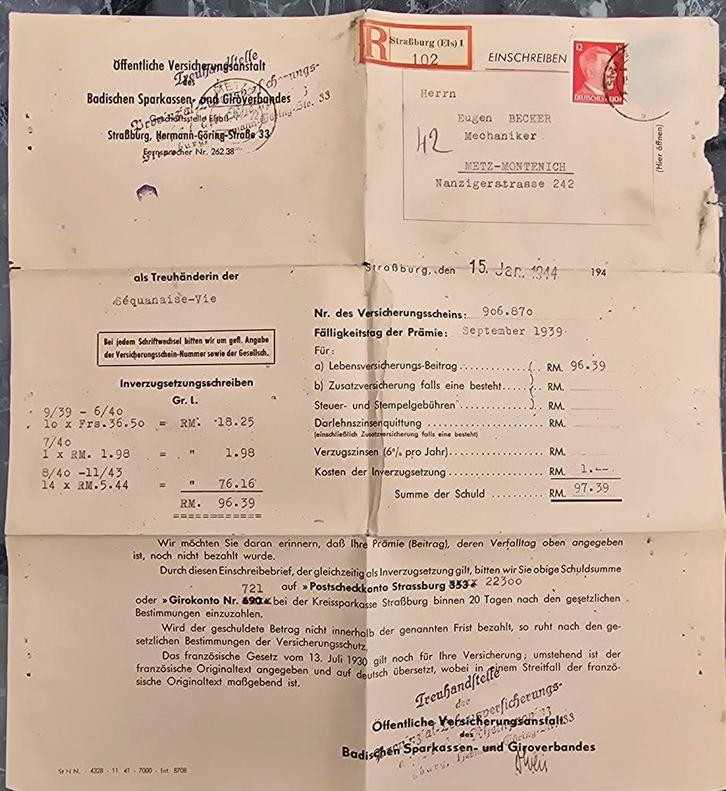 Öffentliche Versicherungsanstalt
des
Badischen Sparkassen- und Giroverbandes
Geschäftsstelle
Straßburg, Hermann-Göring-Straße 33
Fernsprecher Nr. 262 38
Treuhandstelle
METZ
R
Straßburg (Els) 1
102
EINSCHREIBEN
12
DEUTSCHES REICH
Herrn
Eugen BECKER
Mechaniker
METZ-MONTENICH
Nanzigerstrasse 242
42
(Hier öffnen)
als Treuhänderin der
Séquanaise-Vie
Straßburg, den 15. Jan. 1944 194
Bei jedem Schriftwechsel bitten wir um gefl. Angabe
der Versicherungsschein-Nummer sowie der Gesellsch.
Inverzugsetzungsschreiben
Gr. L.
9/39 - 6/40
10 x Frs.36.50 = RM. 18.25
7/40
1 x RM. 1.98 = " 1.98
8/40 -11/43
14 x RM.5.44 = " 76.16
RM. 96.39
Nr. des Versicherungsscheins: 906.870
Fälligkeitstag der Prämie: September 1939
Für:
a) Lebensversicherungs-Beitrag RM. 96.39
b) Zusatzversicherung falls eine besteht RM.
Steuer- und Stempelgebühren RM.
Darlehnszinsenquittung RM.
(einschließlich Zusatzversicherung falls eine besteht)
Verzugszinsen (6% pro Jahr) RM.
Kosten der Inverzugsetzung RM. 1.--
Summe der Schuld RM. 97.39
Wir möchten Sie daran erinnern, daß Ihre Prämie (Beitrag), deren Verfalltag oben angegeben
ist, noch nicht bezahlt wurde.
Durch diesen Einschreibebrief, der gleichzeitig als Inverzugsetzung gilt, bitten wir Sie obige Schuldsumme
721 auf »Postscheckkonto Strassburg 22300
oder »Girokonto Nr. bei der Kreissparkasse Straßburg binnen 20 Tagen nach den gesetzlichen
Bestimmungen einzuzahlen.
Wird der geschuldete Betrag nicht innerhalb der genannten Frist bezahlt, so ruht nach den ge-
setzlichen Bestimmungen der Versicherungsschutz.
Das französische Gesetz vom 13. Juli 1930 gilt noch für Ihre Versicherung; umstehend ist der
französische Originaltext angegeben und auf deutsch übersetzt, wobei in einem Streitfall der franzö-
sische Originaltext maßgebend ist.
Treuhandstelle
der
Öffentliche Versicherungsanstalt
des
Badischen Sparkassen- und Giroverbandes
St N N. - 4328 - 11. 41 - 7000 - Int. 8708